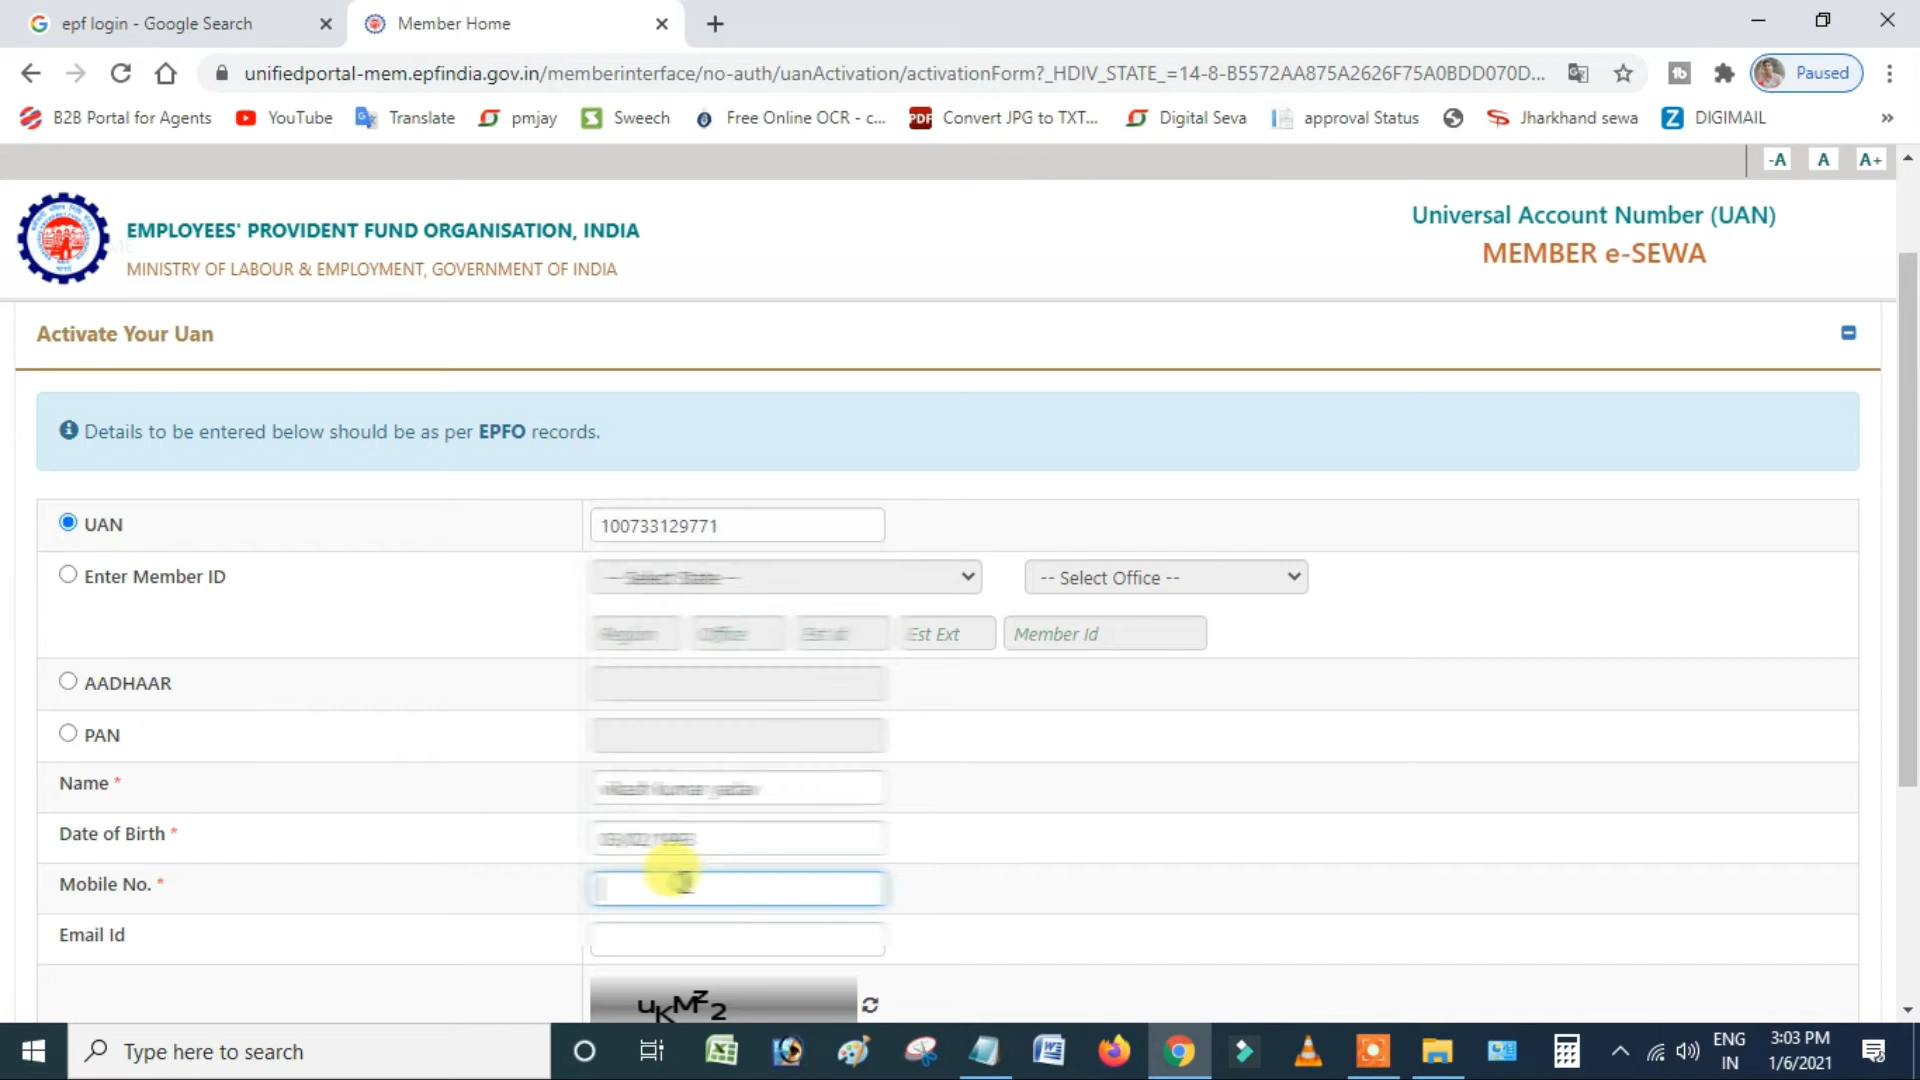 epf login - Google Search
Member Home
unifiedportal-mem.epfindia.gov.in/memberinterface/no-auth/uanActivation/activationForm?_HDIV_STATE_=14-8-B5572AA875A2626F75A0BDD070D...
Paused
B2B Portal for Agents YouTube Translate pmjay Sweech Free Online OCR - c... PDF Convert JPG to TXT... Digital Seva approval Status Jharkhand sewa Z DIGIMAIL »
-A A A+
EMPLOYEES' PROVIDENT FUND ORGANISATION, INDIA
MINISTRY OF LABOUR & EMPLOYMENT, GOVERNMENT OF INDIA
Universal Account Number (UAN)
MEMBER e-SEWA
Activate Your Uan
Details to be entered below should be as per EPFO records.
UAN 100733129771
Enter Member ID -- Select Office --
Est Ext Member Id
AADHAAR
PAN
Name *
Date of Birth *
Mobile No. *
Email Id
uKMz2
Type here to search
ENG
IN
3:03 PM
1/6/2021